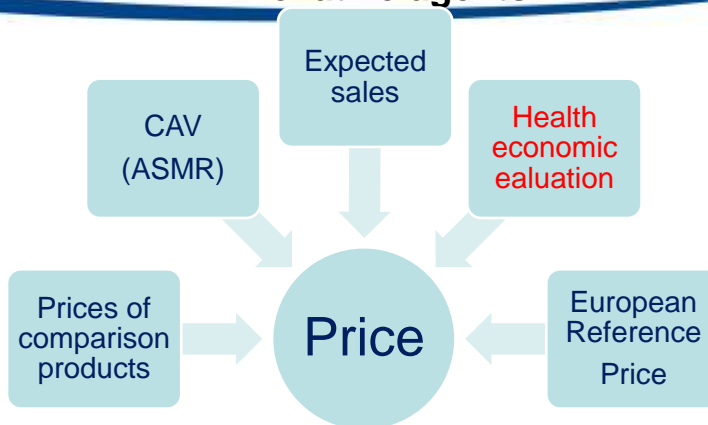 Expected
sales
CAV
(ASMR)
Health
economic
ealuation
Prices of
comparison
products
Price
European
Reference
Price